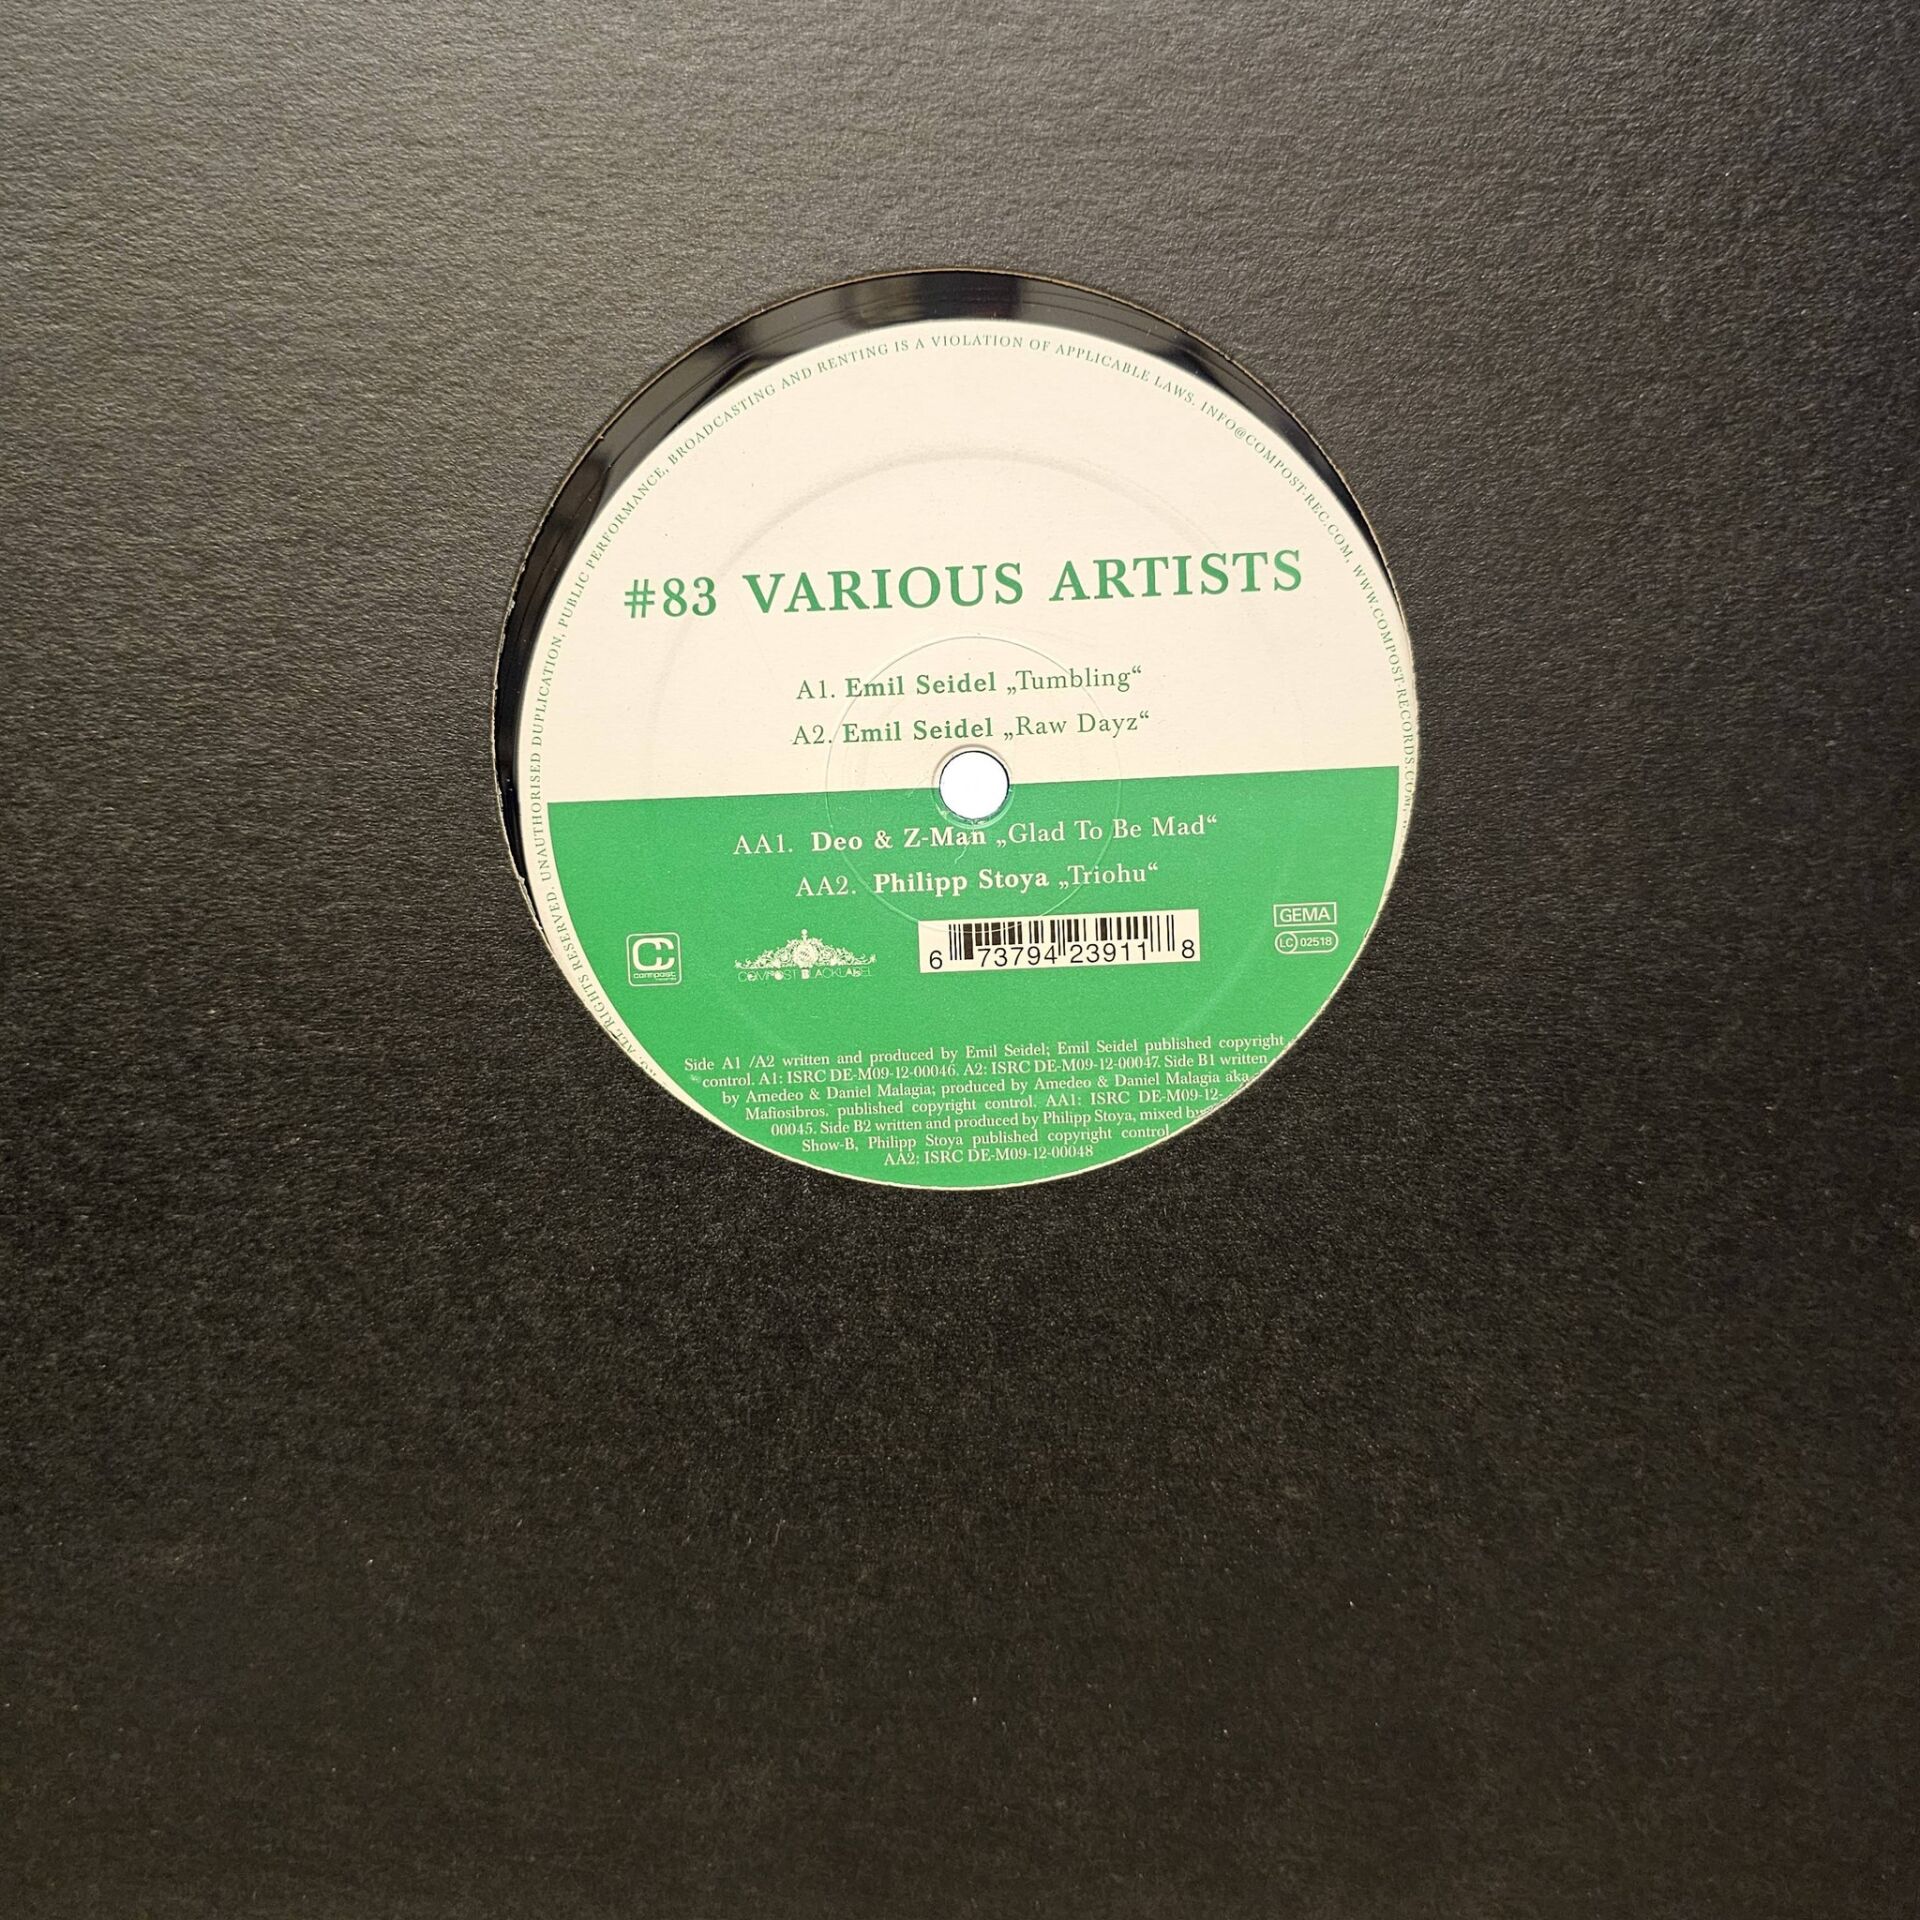 #83 VARIOUS ARTISTS
A1. Emil Seidel „Tumbling“
A2. Emil Seidel „Raw Dayz“
AA1. Deo & Z-Man „Glad To Be Mad“
AA2. Philipp Stoya „Triohu“
compost
COMPOST BLACKLABEL
6 73794 23911 8
GEMA
LC 02518
Side A1 /A2 written and produced by Emil Seidel; Emil Seidel published copyright
control. A1: ISRC DE-M09-12-00046. A2: ISRC DE-M09-12-00047. Side B1 written
by Amedeo & Daniel Malagia; produced by Amedeo & Daniel Malagia aka
Mafiosibros. published copyright control. AA1: ISRC DE-M09-12-
00045. Side B2 written and produced by Philipp Stoya, mixed by
Show-B, Philipp Stoya published copyright control
AA2: ISRC DE-M09-12-00048
ALL RIGHTS RESERVED. UNAUTHORISED DUPLICATION, PUBLIC PERFORMANCE, BROADCASTING AND RENTING IS A VIOLATION OF APPLICABLE LAWS. INFO@COMPOST-REC.COM, WWW.COMPOST-RECORDS.COM,